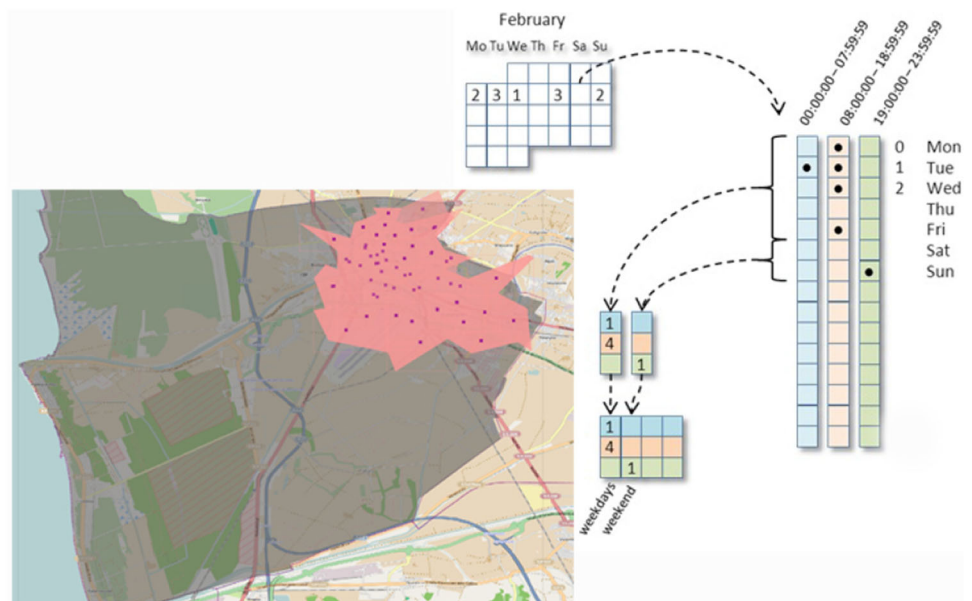 February
Mo Tu We Th Fr Sa Su
2 3 1 3 2
00:00:00 – 07:59:59
08:00:00 – 18:59:59
19:00:00 – 23:59:59
0 Mon
1 Tue
2 Wed
Thu
Fri
Sat
Sun
1
4
1
1
4
1
weekdays
weekend